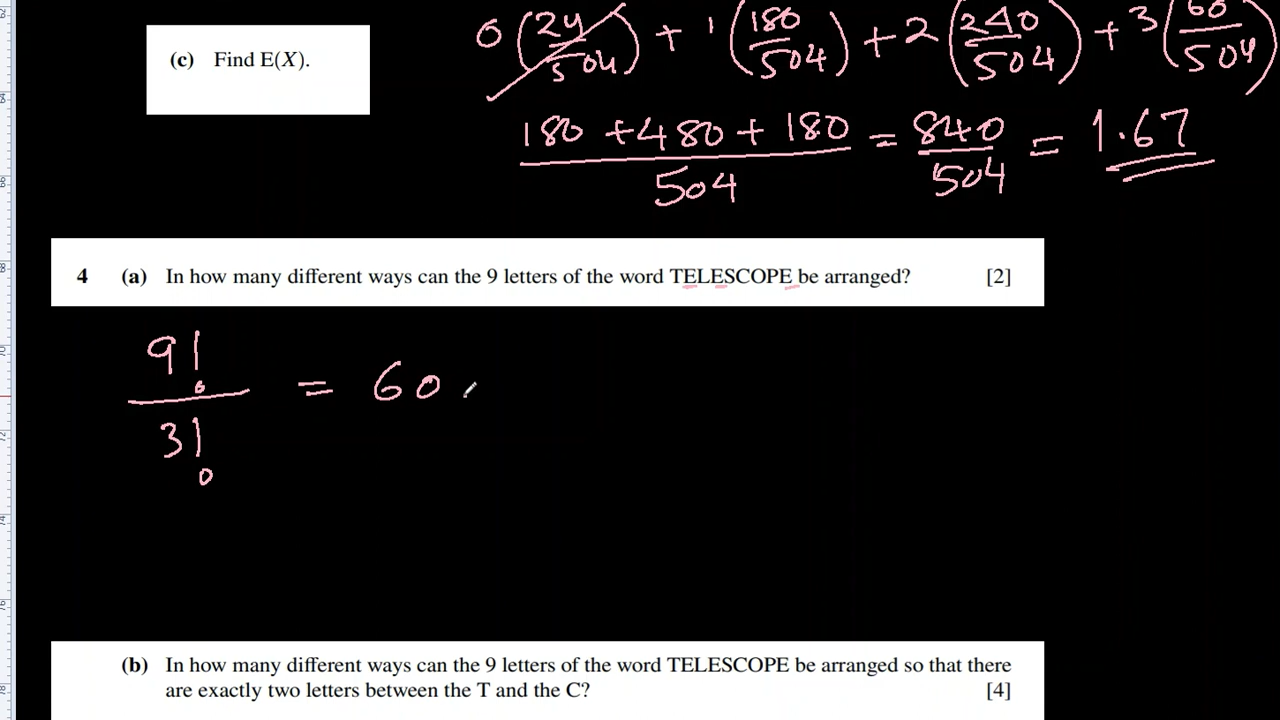 0(24/504) + 1(180/504) + 2(240/504) + 3(60/504)
(c) Find E(X).
180 + 480 + 180 / 504 = 840/504 = 1.67
4 (a) In how many different ways can the 9 letters of the word TELESCOPE be arranged? [2]
9! / 3! = 60
(b) In how many different ways can the 9 letters of the word TELESCOPE be arranged so that there
are exactly two letters between the T and the C? [4]